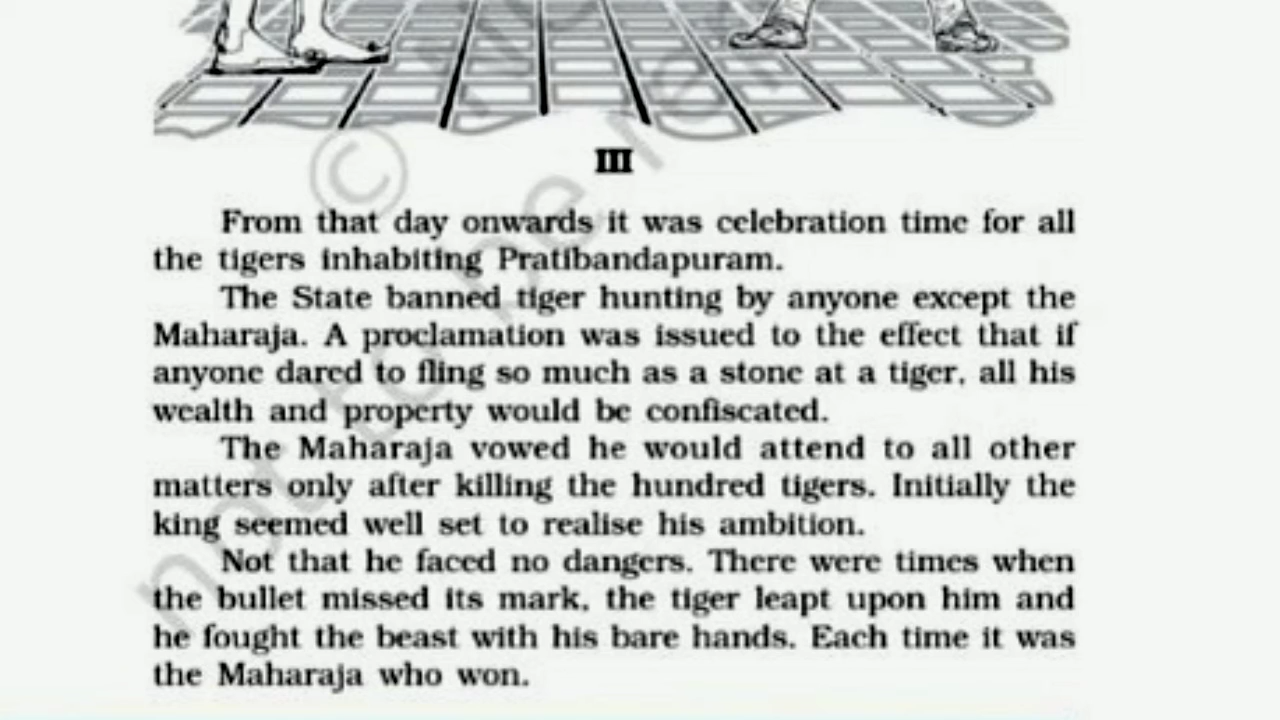 III
From that day onwards it was celebration time for all
the tigers inhabiting Pratibandapuram.
The State banned tiger hunting by anyone except the
Maharaja. A proclamation was issued to the effect that if
anyone dared to fling so much as a stone at a tiger, all his
wealth and property would be confiscated.
The Maharaja vowed he would attend to all other
matters only after killing the hundred tigers. Initially the
king seemed well set to realise his ambition.
Not that he faced no dangers. There were times when
the bullet missed its mark, the tiger leapt upon him and
he fought the beast with his bare hands. Each time it was
the Maharaja who won.
©
not to be